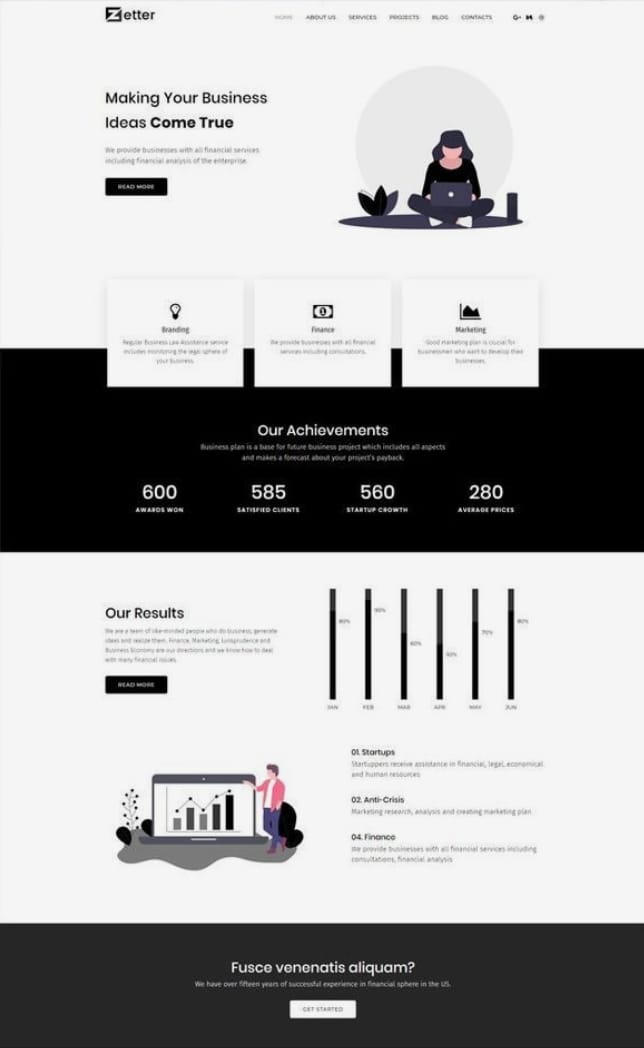 Zetter
HOME ABOUT US SERVICES PROJECTS BLOG CONTACTS
Making Your Business
Ideas Come True
We provide businesses with all financial services
including financial analysis of the enterprise.
READ MORE
Branding
Regular Business Law Assistance service
includes monitoring the legal sphere of
your business.
Finance
We provide businesses with all financial
services including consultations.
Marketing
Good marketing plan is crucial for
businessmen who want to develop their
businesses.
Our Achievements
Business plan is a base for future business project which includes all aspects
and makes a forecast about your project's payback.
600
AWARDS WON
585
SATISFIED CLIENTS
560
STARTUP GROWTH
280
AVERAGE PRICES
Our Results
We are a team of like-minded people who do business, generate
ideas and realize them. Finance, Marketing, Jurisprudence and
Business Economy are our directions and we know how to deal
with many financial issues.
READ MORE
80% 90% 60% 50% 70% 80%
JAN FEB MAR APR MAY JUN
01. Startups
Startuppers receive assistance in financial, legal, economical
and human resources
02. Anti-Crisis
Marketing research, analysis and creating marketing plan
04. Finance
We provide businesses with all financial services including
consultations, financial analysis
Fusce venenatis aliquam?
We have over fifteen years of successful experience in financial sphere in the US.
GET STARTED